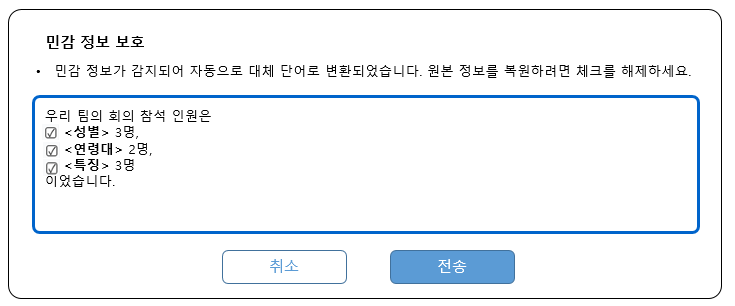 민감 정보 보호
• 민감 정보가 감지되어 자동으로 대체 단어로 변환되었습니다. 원본 정보를 복원하려면 체크를 해제하세요.
우리 팀의 회의 참석 인원은
☑ <성별> 3명,
☑ <연령대> 2명,
☑ <특징> 3명
이었습니다.
취소
전송